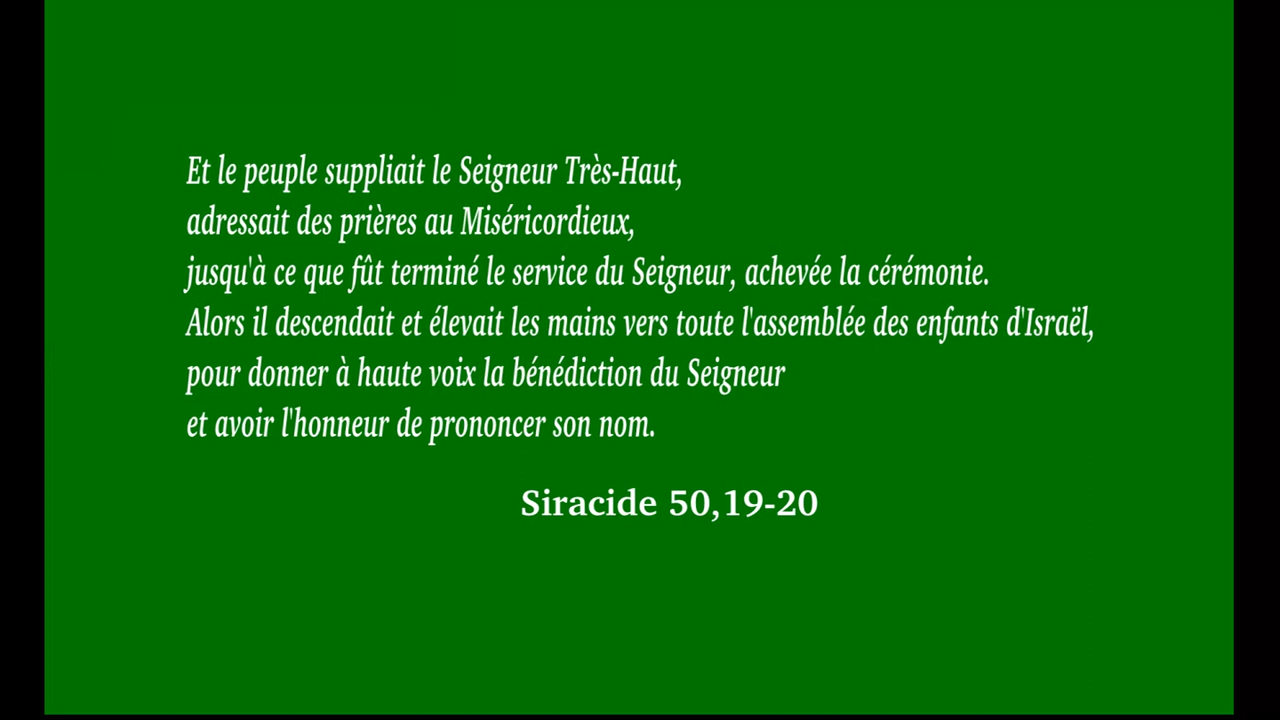 Et le peuple suppliait le Seigneur Très-Haut,
adressait des prières au Miséricordieux,
jusqu'à ce que fût terminé le service du Seigneur, achevée la cérémonie.
Alors il descendait et élevait les mains vers toute l'assemblée des enfants d'Israël,
pour donner à haute voix la bénédiction du Seigneur
et avoir l'honneur de prononcer son nom.
Siracide 50,19-20